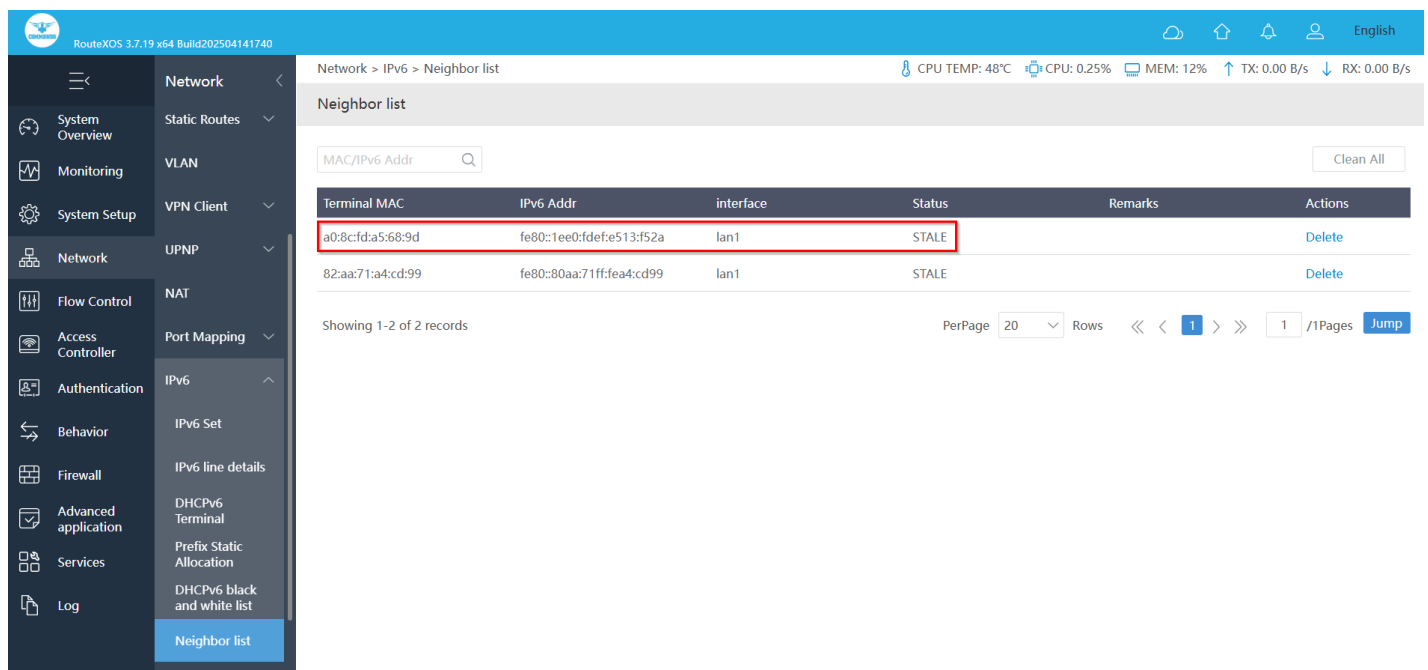 COMMANDO
RouteXOS 3.7.19 x64 Build202504141740
English
Network
Network > IPv6 > Neighbor list
CPU TEMP: 48℃ CPU: 0.25% MEM: 12% TX: 0.00 B/s RX: 0.00 B/s
Neighbor list
System
Overview
Monitoring
System Setup
Network
Flow Control
Access
Controller
Authentication
Behavior
Firewall
Advanced
application
Services
Log
Static Routes
VLAN
VPN Client
UPNP
NAT
Port Mapping
IPv6
IPv6 Set
IPv6 line details
DHCPv6
Terminal
Prefix Static
Allocation
DHCPv6 black
and white list
Neighbor list
MAC/IPv6 Addr
Clean All
Terminal MAC IPv6 Addr interface Status Remarks Actions
a0:8c:fd:a5:68:9d fe80::1ee0:fdef:e513:f52a lan1 STALE Delete
82:aa:71:a4:cd:99 fe80::80aa:71ff:fea4:cd99 lan1 STALE Delete
Showing 1-2 of 2 records
PerPage 20 Rows 1 1 /1Pages Jump